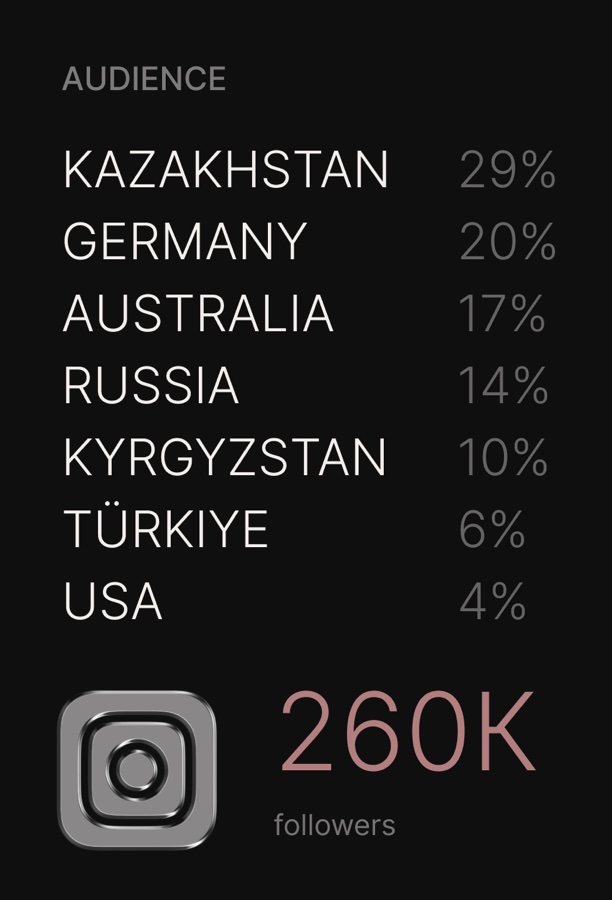 AUDIENCE
KAZAKHSTAN 29%
GERMANY 20%
AUSTRALIA 17%
RUSSIA 14%
KYRGYZSTAN 10%
TÜRKIYE 6%
USA 4%
260K
followers